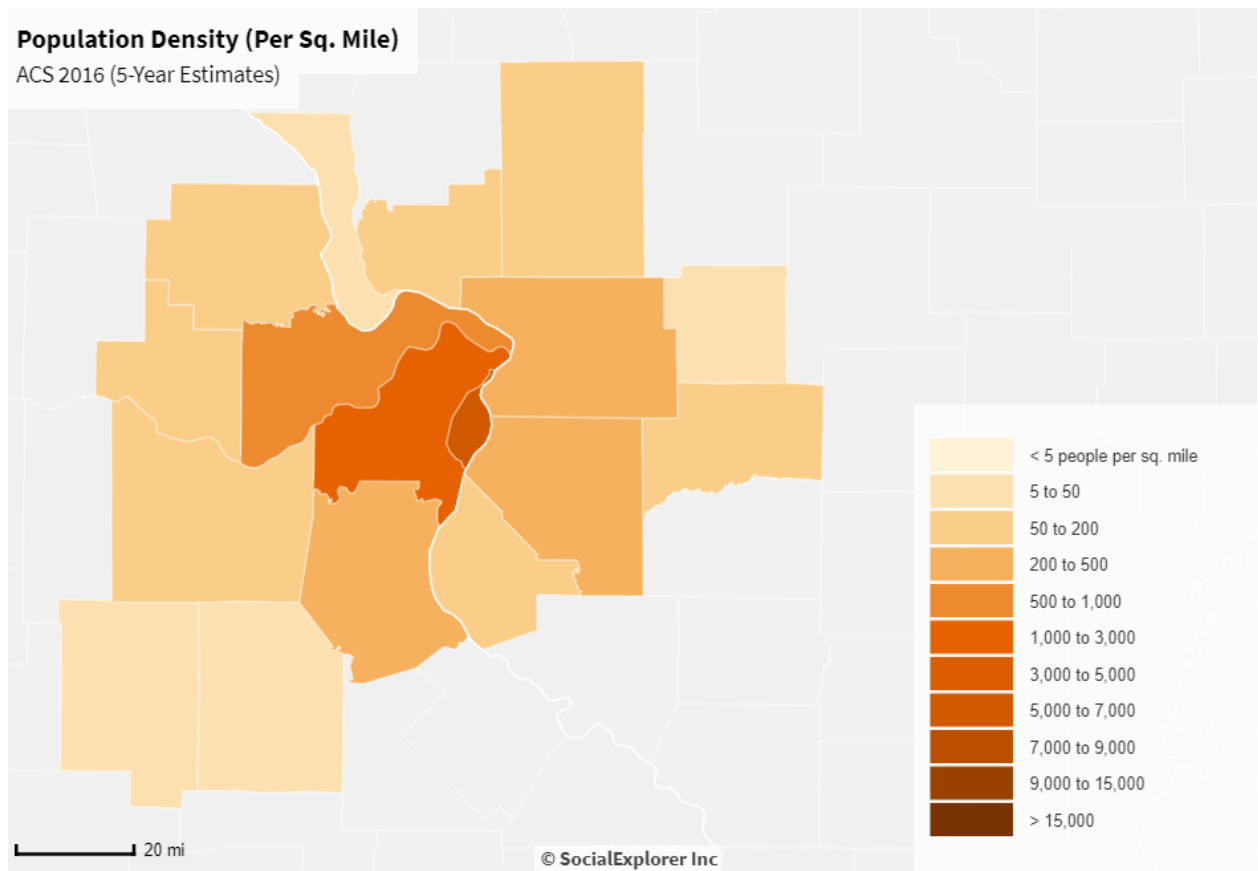 Population Density (Per Sq. Mile)
ACS 2016 (5-Year Estimates)
< 5 people per sq. mile
5 to 50
50 to 200
200 to 500
500 to 1,000
1,000 to 3,000
3,000 to 5,000
5,000 to 7,000
7,000 to 9,000
9,000 to 15,000
> 15,000
20 mi
© SocialExplorer Inc